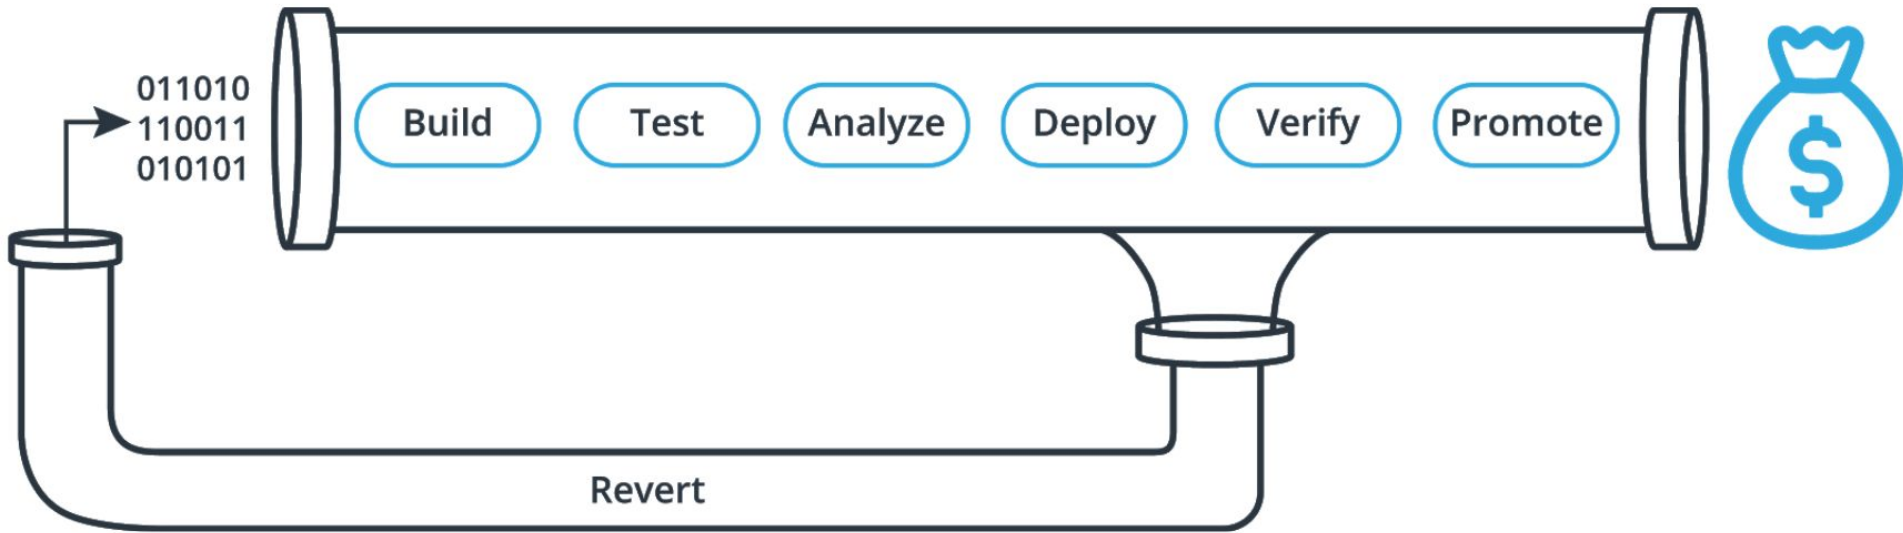 011010
110011
010101
Build
Test
Analyze
Deploy
Verify
Promote
$
Revert